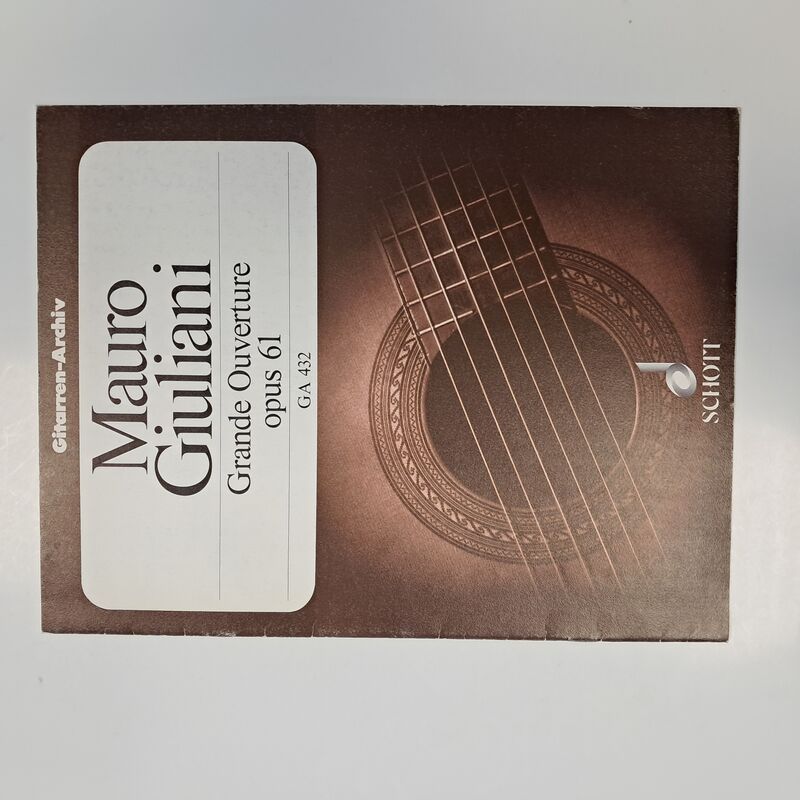 Gitarren-Archiv
Mauro
Giuliani
Grande Ouverture
opus 61
GA 432
SCHOTT